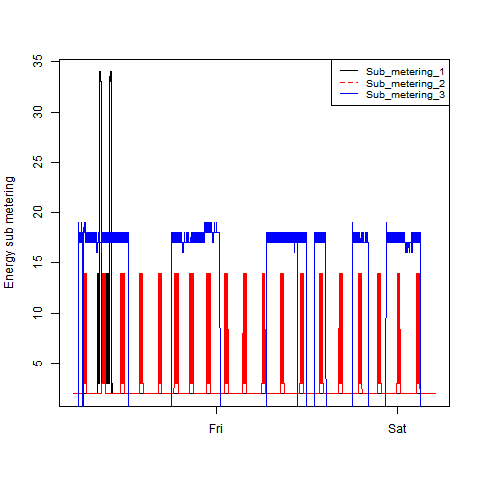 Sub_metering_1
Sub_metering_2
Sub_metering_3
Energy sub metering
35
30
25
20
15
10
5
Fri
Sat